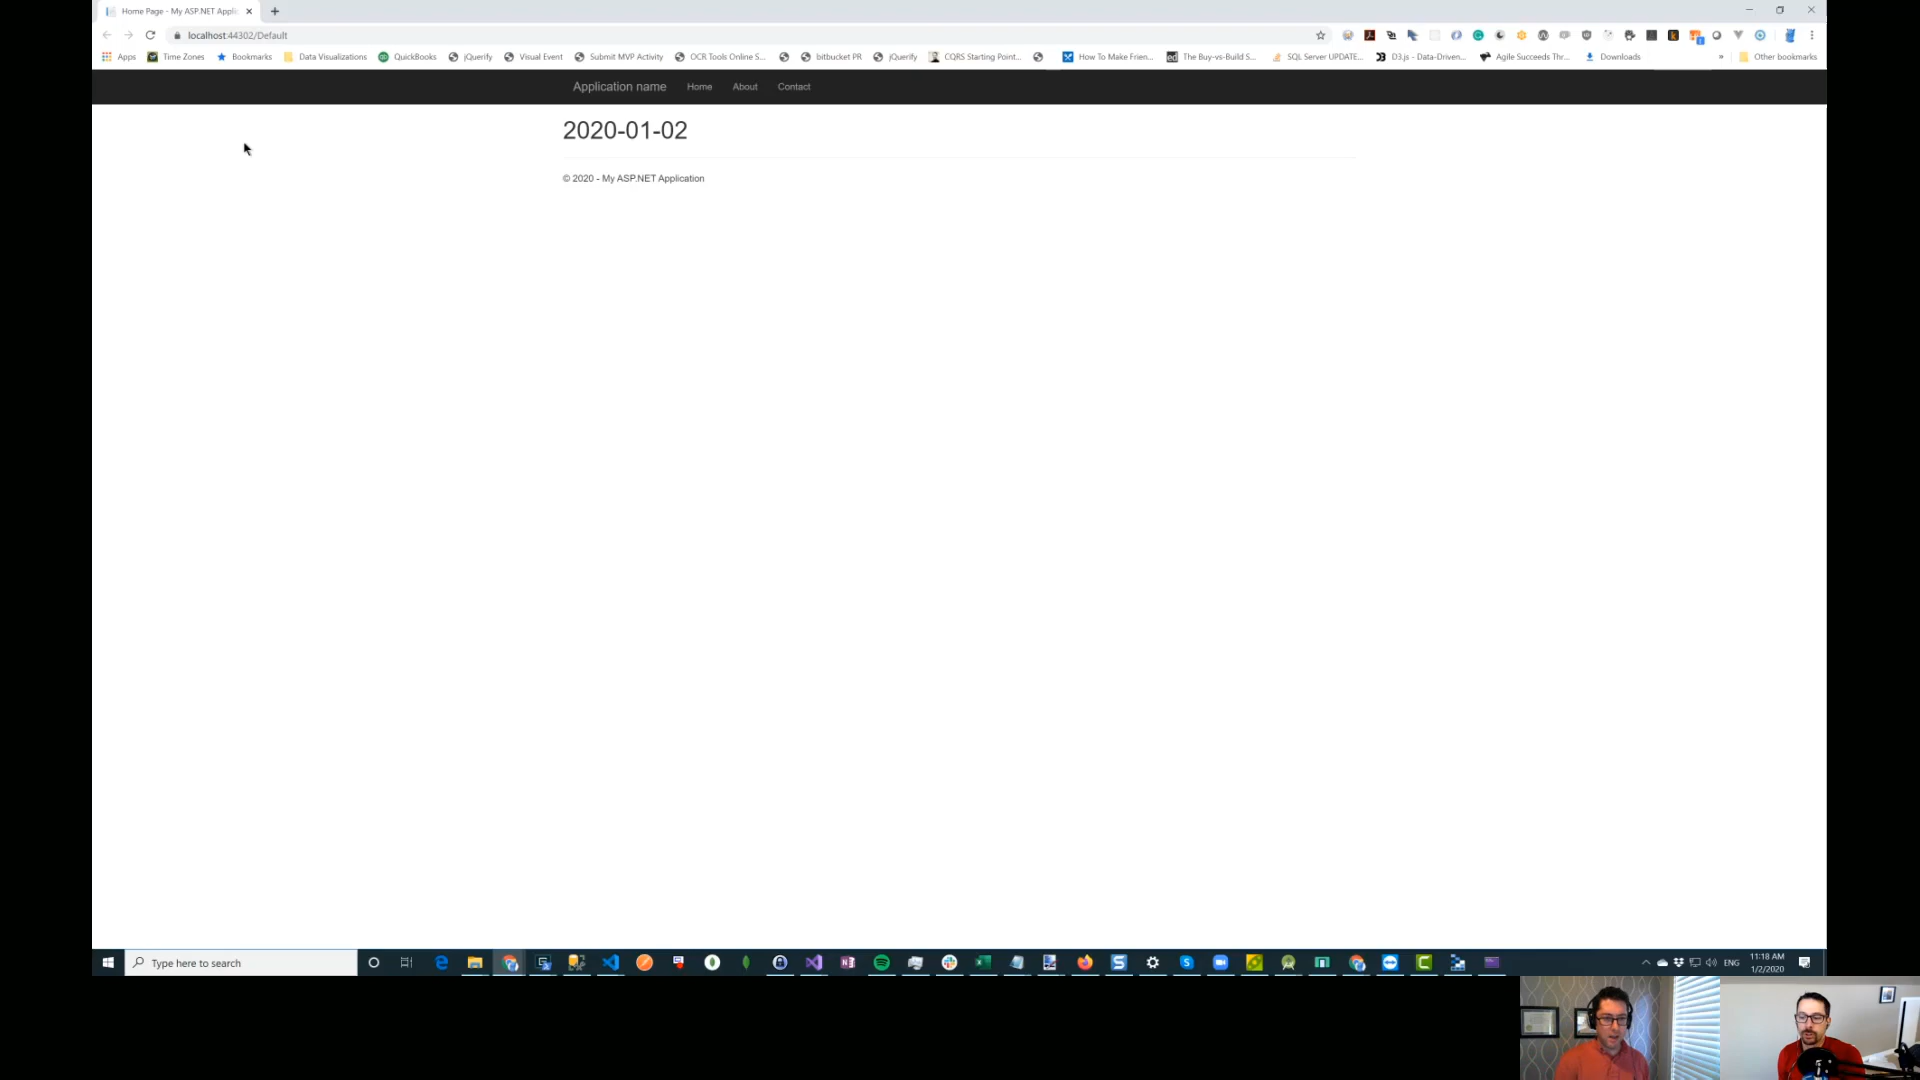 Home Page - My ASP.NET Appli
localhost:44302/Default
Apps Time Zones Bookmarks Data Visualizations QuickBooks jQuerify Visual Event Submit MVP Activity OCR Tools Online S... bitbucket PR jQuerify CQRS Starting Point... How To Make Frien... The Buy-vs-Build S... SQL Server UPDATE... D3.js - Data-Driven... Agile Succeeds Thr... Downloads » Other bookmarks
Application name Home About Contact
2020-01-02
© 2020 - My ASP.NET Application
Type here to search
ENG
11:18 AM
1/2/2020